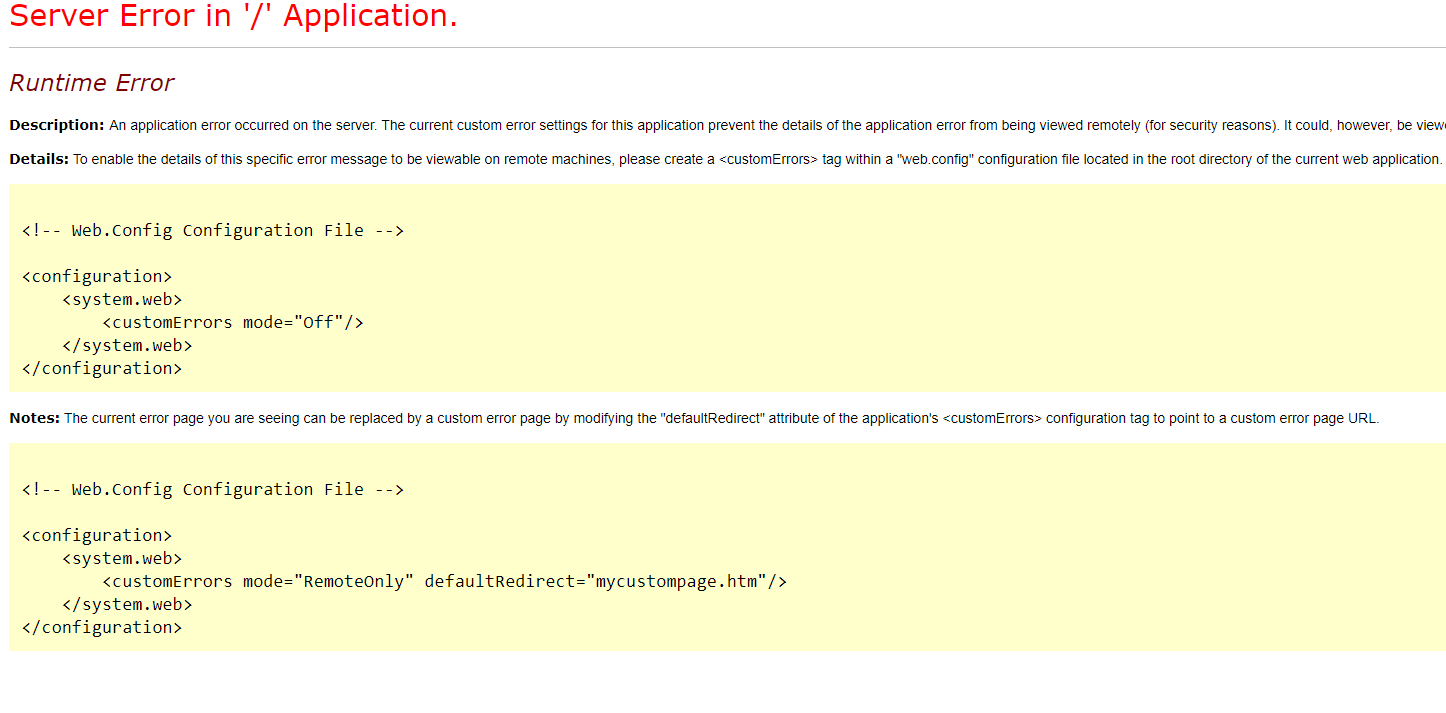 Server Error in '/' Application.
Runtime Error
Description: An application error occurred on the server. The current custom error settings for this application prevent the details of the application error from being viewed remotely (for security reasons). It could, however, be
Details: To enable the details of this specific error message to be viewable on remote machines, please create a <customErrors> tag within a "web.config" configuration file located in the root directory of the current web application.
<!-- Web.Config Configuration File -->
<configuration>
    <system.web>
        <customErrors mode="Off"/>
    </system.web>
</configuration>
Notes: The current error page you are seeing can be replaced by a custom error page by modifying the "defaultRedirect" attribute of the application's <customErrors> configuration tag to point to a custom error page URL.
<!-- Web.Config Configuration File -->
<configuration>
    <system.web>
        <customErrors mode="RemoteOnly" defaultRedirect="mycustompage.htm"/>
    </system.web>
</configuration>